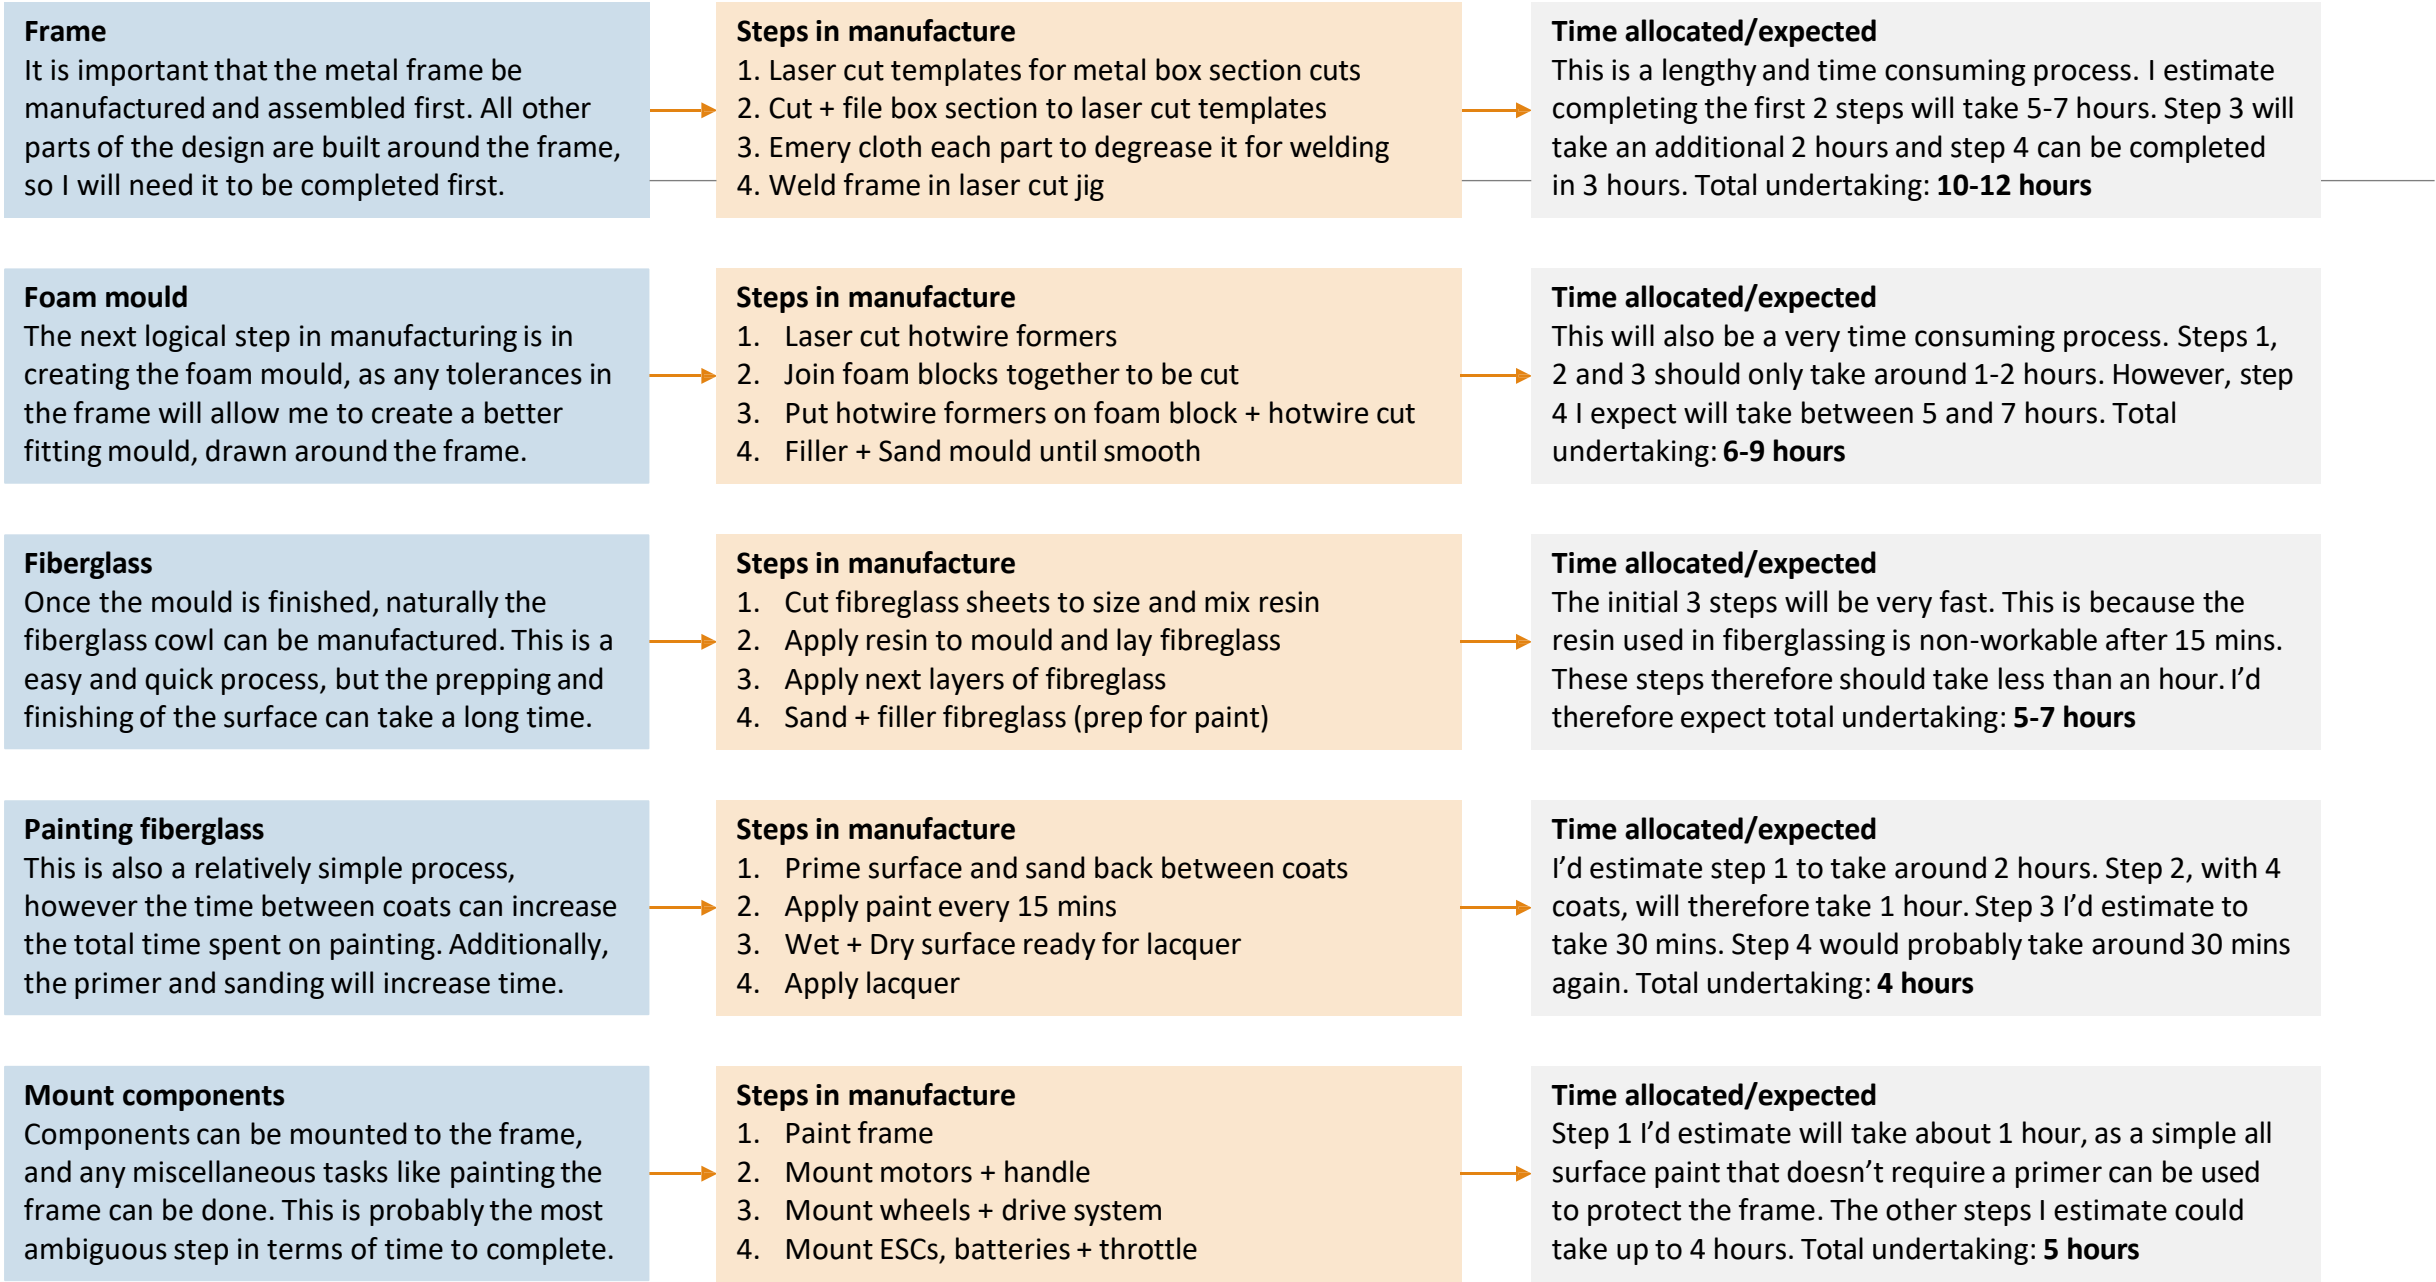 Frame
It is important that the metal frame be
manufactured and assembled first. All other
parts of the design are built around the frame,
so I will need it to be completed first.
Steps in manufacture
1. Laser cut templates for metal box section cuts
2. Cut + file box section to laser cut templates
3. Emery cloth each part to degrease it for welding
4. Weld frame in laser cut jig
Time allocated/expected
This is a lengthy and time consuming process. I estimate
completing the first 2 steps will take 5-7 hours. Step 3 will
take an additional 2 hours and step 4 can be completed
in 3 hours. Total undertaking: 10-12 hours
Foam mould
The next logical step in manufacturing is in
creating the foam mould, as any tolerances in
the frame will allow me to create a better
fitting mould, drawn around the frame.
Steps in manufacture
1. Laser cut hotwire formers
2. Join foam blocks together to be cut
3. Put hotwire formers on foam block + hotwire cut
4. Filler + Sand mould until smooth
Time allocated/expected
This will also be a very time consuming process. Steps 1,
2 and 3 should only take around 1-2 hours. However, step
4 I expect will take between 5 and 7 hours. Total
undertaking: 6-9 hours
Fiberglass
Once the mould is finished, naturally the
fiberglass cowl can be manufactured. This is a
easy and quick process, but the prepping and
finishing of the surface can take a long time.
Steps in manufacture
1. Cut fibreglass sheets to size and mix resin
2. Apply resin to mould and lay fibreglass
3. Apply next layers of fibreglass
4. Sand + filler fibreglass (prep for paint)
Time allocated/expected
The initial 3 steps will be very fast. This is because the
resin used in fiberglassing is non-workable after 15 mins.
These steps therefore should take less than an hour. I’d
therefore expect total undertaking: 5-7 hours
Painting fiberglass
This is also a relatively simple process,
however the time between coats can increase
the total time spent on painting. Additionally,
the primer and sanding will increase time.
Steps in manufacture
1. Prime surface and sand back between coats
2. Apply paint every 15 mins
3. Wet + Dry surface ready for lacquer
4. Apply lacquer
Time allocated/expected
I’d estimate step 1 to take around 2 hours. Step 2, with 4
coats, will therefore take 1 hour. Step 3 I’d estimate to
take 30 mins. Step 4 would probably take around 30 mins
again. Total undertaking: 4 hours
Mount components
Components can be mounted to the frame,
and any miscellaneous tasks like painting the
frame can be done. This is probably the most
ambiguous step in terms of time to complete.
Steps in manufacture
1. Paint frame
2. Mount motors + handle
3. Mount wheels + drive system
4. Mount ESCs, batteries + throttle
Time allocated/expected
Step 1 I’d estimate will take about 1 hour, as a simple all
surface paint that doesn’t require a primer can be used
to protect the frame. The other steps I estimate could
take up to 4 hours. Total undertaking: 5 hours